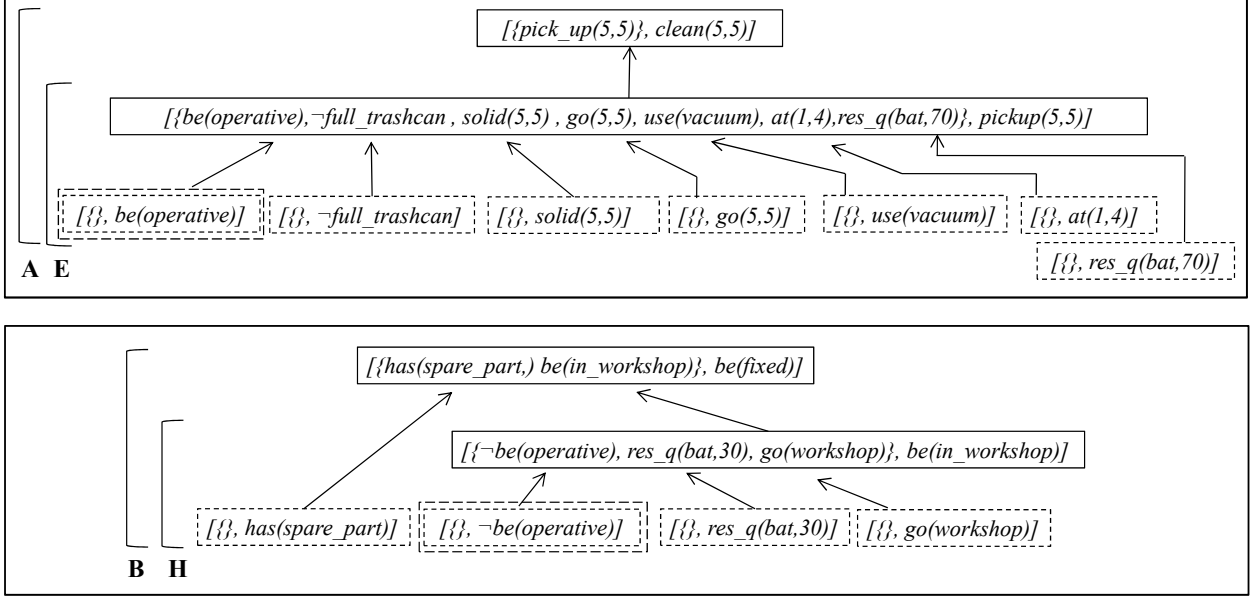 [{pick_up(5,5)}, clean(5,5)]
[{be(operative),¬full_trashcan , solid(5,5) , go(5,5), use(vacuum), at(1,4),res_q(bat,70)}, pickup(5,5)]
[{}, be(operative)] [{}, ¬full_trashcan] [{}, solid(5,5)] [{}, go(5,5)] [{}, use(vacuum)] [{}, at(1,4)]
A E [{}, res_q(bat,70)]
[{has(spare_part,) be(in_workshop)}, be(fixed)]
[{¬be(operative), res_q(bat,30), go(workshop)}, be(in_workshop)]
[{}, has(spare_part)] [{}, ¬be(operative)] [{}, res_q(bat,30)] [{}, go(workshop)]
B H